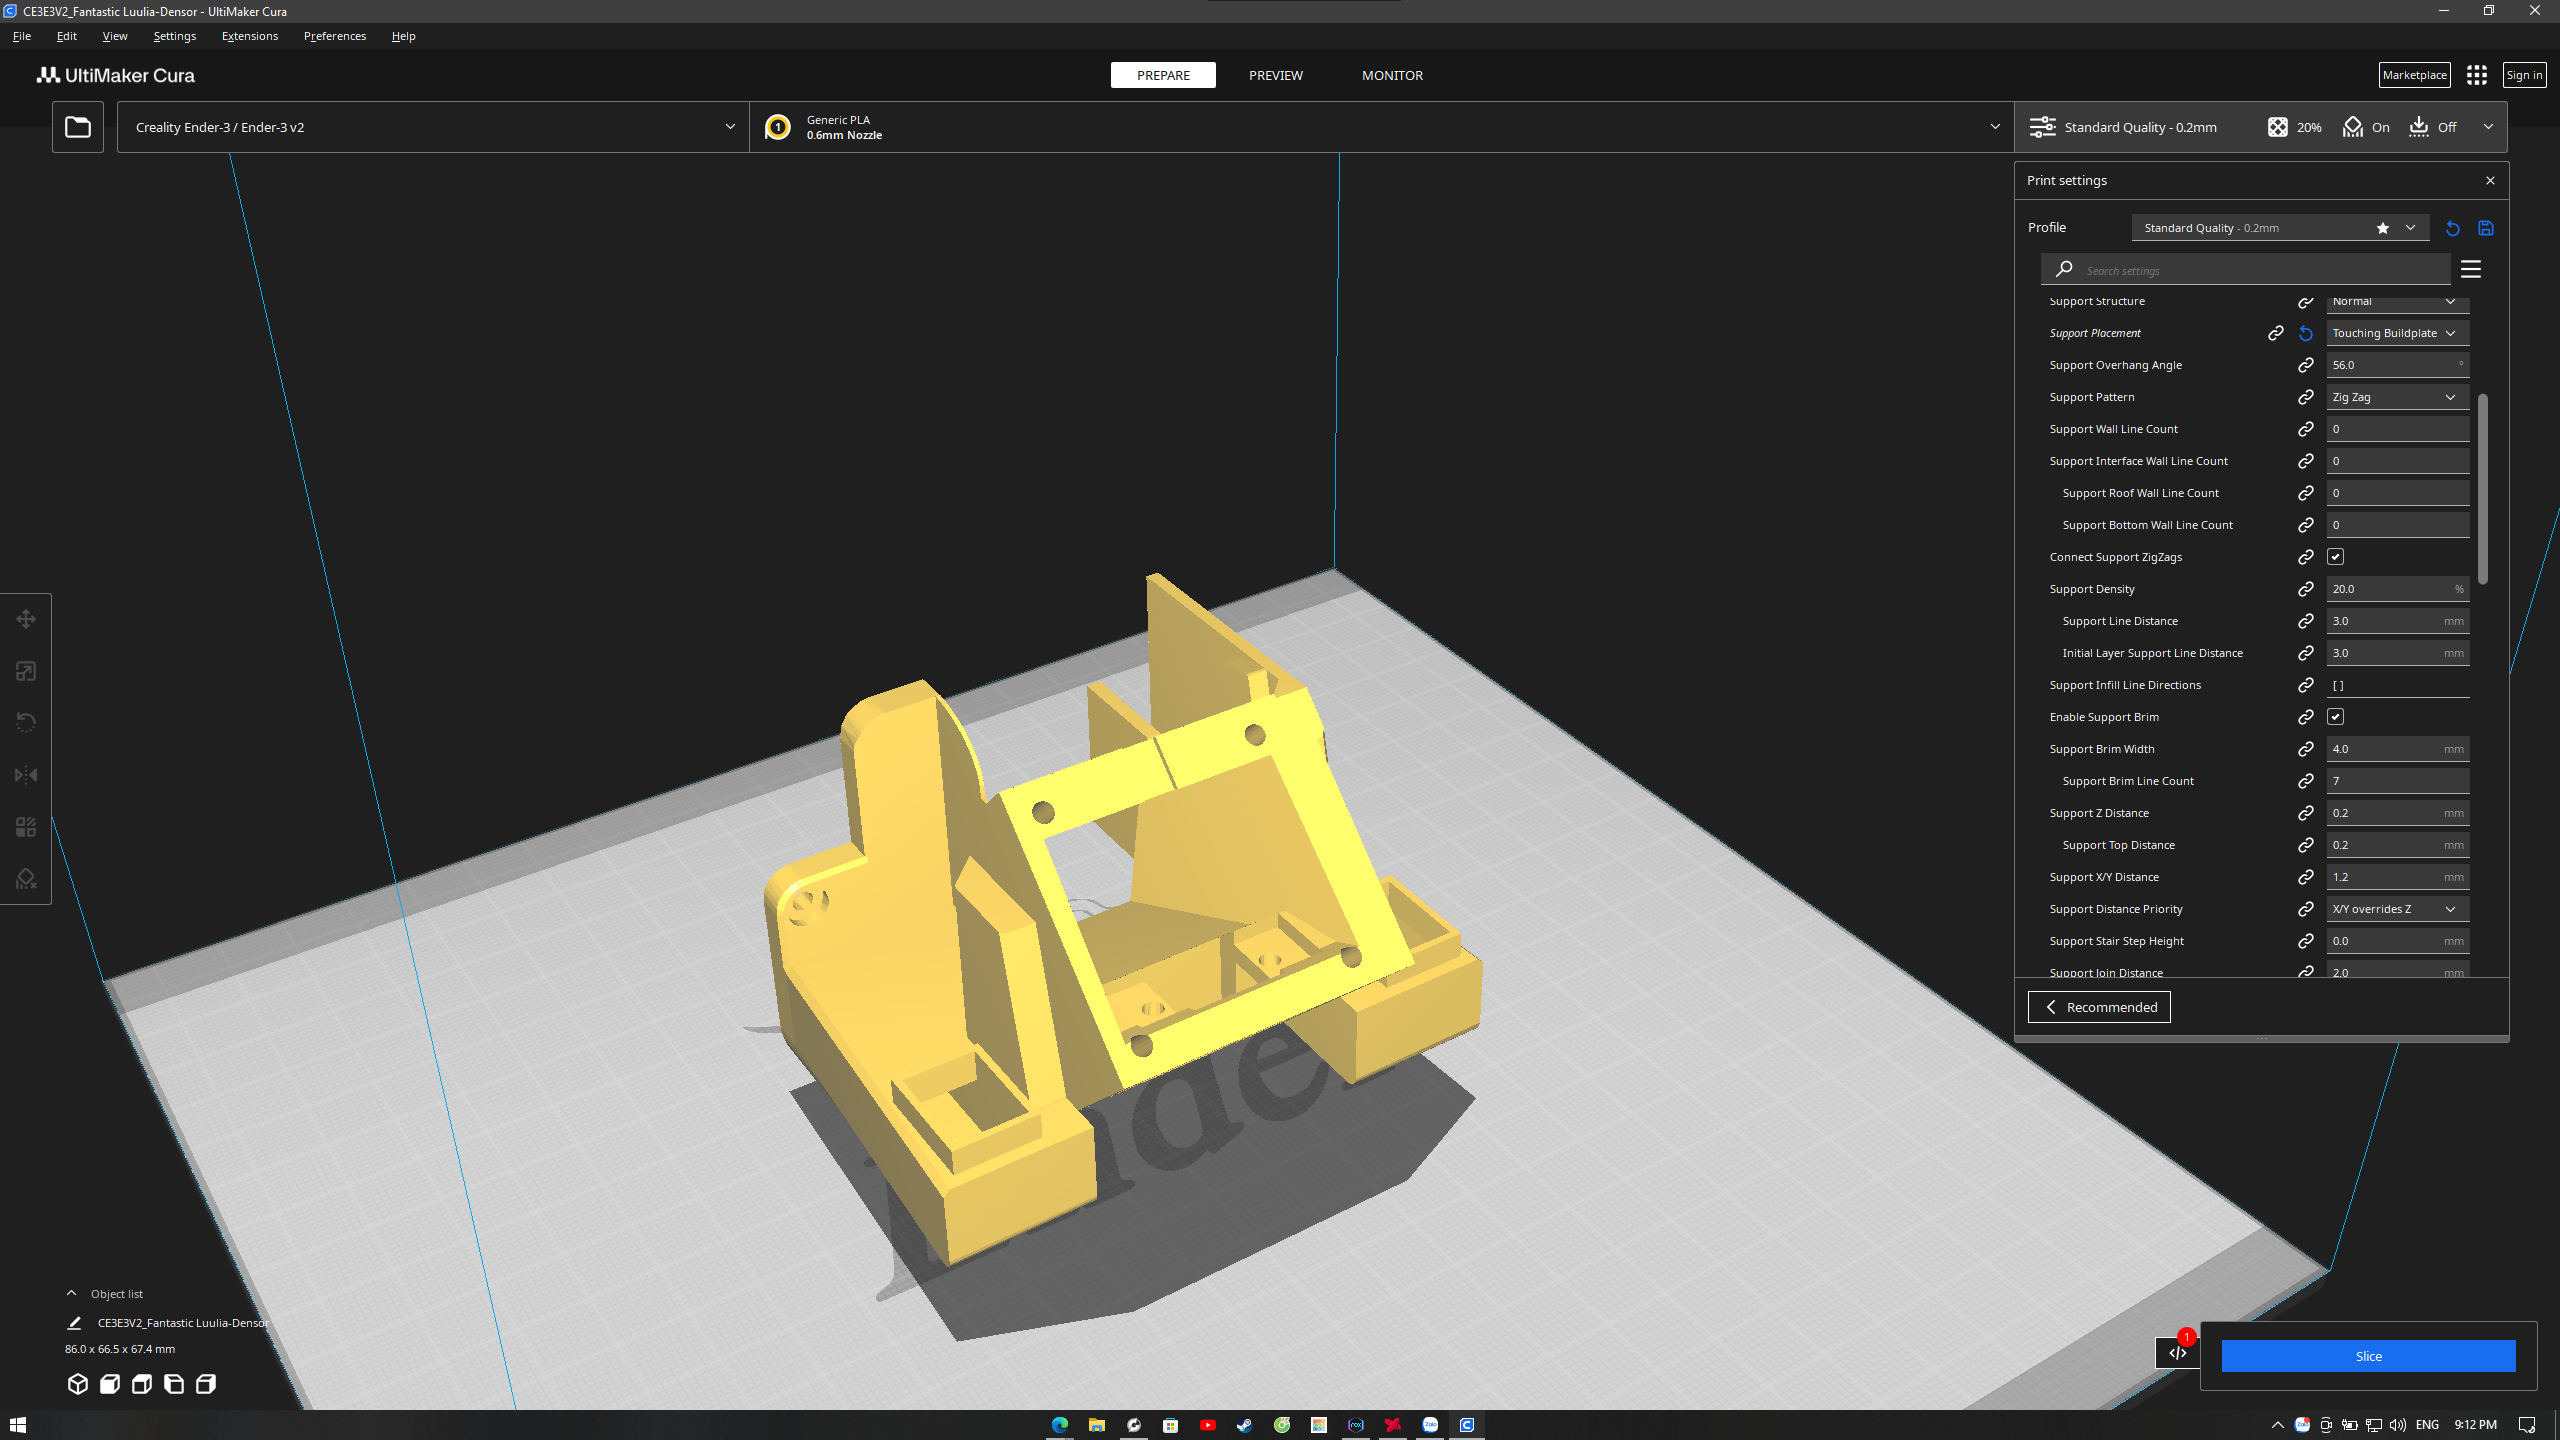 CE3E3V2_Fantastic Luulia-Densor - UltiMaker Cura
File Edit View Settings Extensions Preferences Help
UltiMaker Cura
PREPARE PREVIEW MONITOR
Marketplace Sign in
Creality Ender-3 / Ender-3 v2
1 Generic PLA
0.6mm Nozzle
Standard Quality - 0.2mm 20% On Off
Print settings
Profile Standard Quality - 0.2mm
Search settings
Support Structure Normal
Support Placement Touching Buildplate
Support Overhang Angle 56.0 °
Support Pattern Zig Zag
Support Wall Line Count 0
Support Interface Wall Line Count 0
Support Roof Wall Line Count 0
Support Bottom Wall Line Count 0
Connect Support ZigZags
Support Density 20.0 %
Support Line Distance 3.0 mm
Initial Layer Support Line Distance 3.0 mm
Support Infill Line Directions [ ]
Enable Support Brim
Support Brim Width 4.0 mm
Support Brim Line Count 7
Support Z Distance 0.2 mm
Support Top Distance 0.2 mm
Support X/Y Distance 1.2 mm
Support Distance Priority X/Y overrides Z
Support Stair Step Height 0.0 mm
Support Join Distance 2.0 mm
Recommended
Object list
CE3E3V2_Fantastic Luulia-Densor
86.0 x 66.5 x 67.4 mm
1
Slice
ENG 9:12 PM